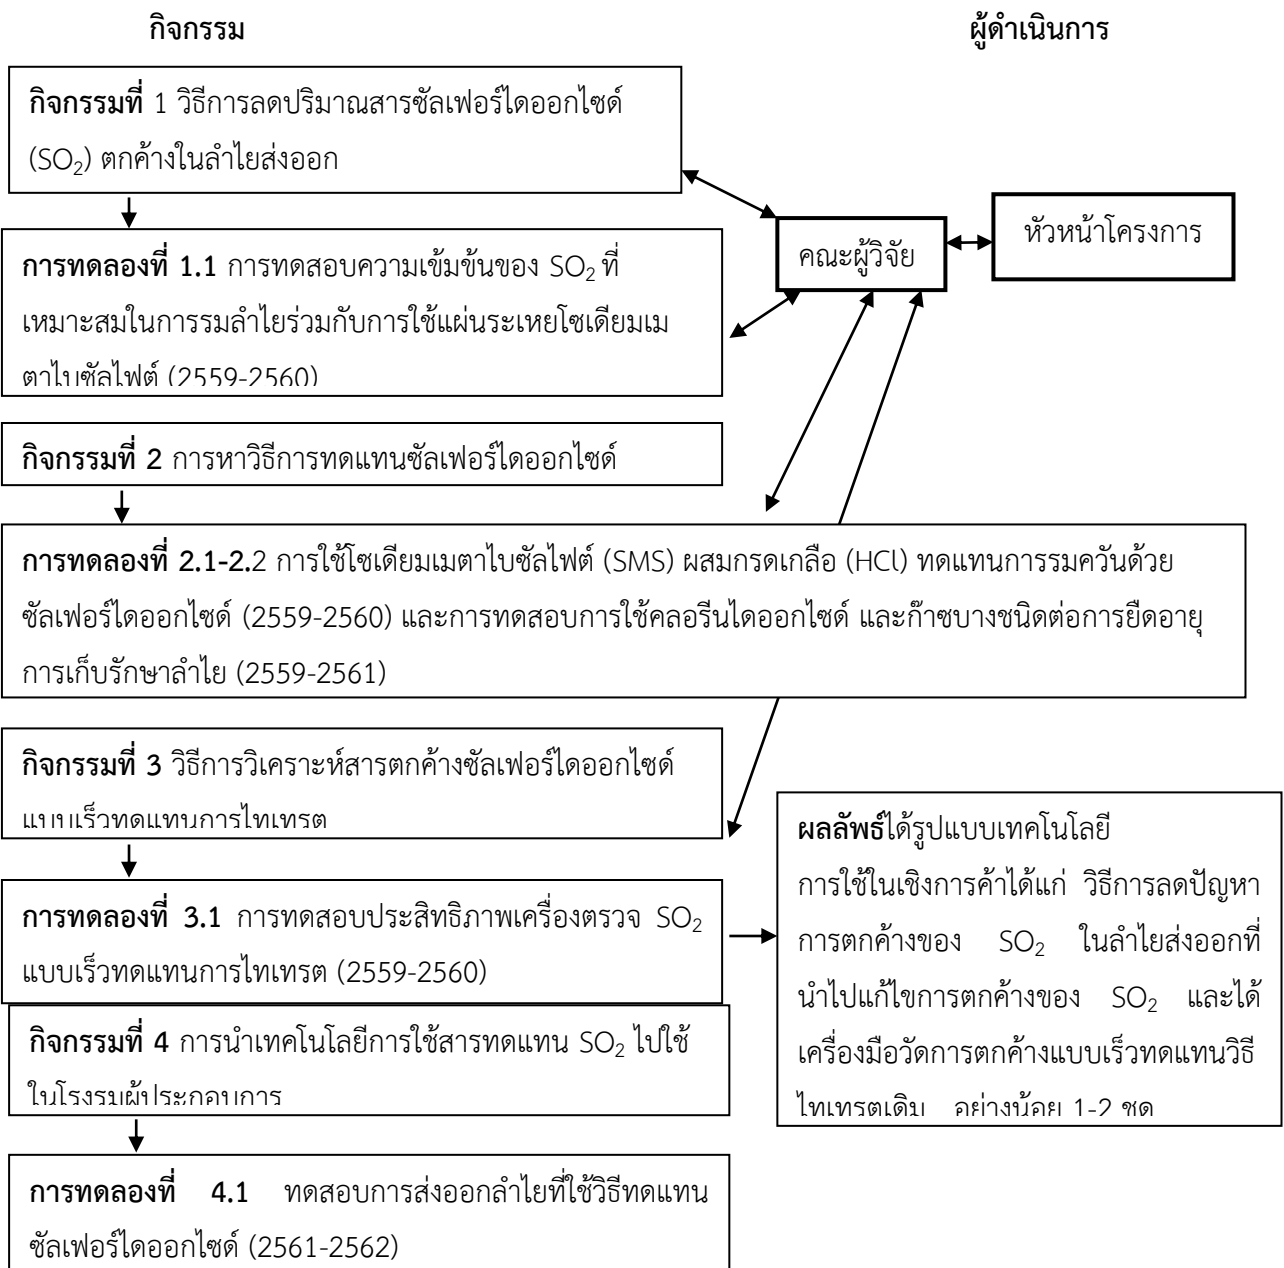 กิจกรรม
ผู้ดำเนินการ
กิจกรรมที่ 1 วิธีการลดปริมาณสารซัลเฟอร์ไดออกไซด์
(SO₂) ตกค้างในลำไยส่งออก
คณะผู้วิจัย
หัวหน้าโครงการ
การทดลองที่ 1.1 การทดสอบความเข้มข้นของ SO₂ ที่
เหมาะสมในการรมลำไยร่วมกับการใช้แผ่นระเหยโซเดียมเม
ตาไบซัลไฟต์ (2559-2560)
กิจกรรมที่ 2 การหาวิธีการทดแทนซัลเฟอร์ไดออกไซด์
การทดลองที่ 2.1-2.2 การใช้โซเดียมเมตาไบซัลไฟต์ (SMS) ผสมกรดเกลือ (HCl) ทดแทนการรมควันด้วย
ซัลเฟอร์ไดออกไซด์ (2559-2560) และการทดสอบการใช้คลอรีนไดออกไซด์ และก๊าซบางชนิดต่อการยืดอายุ
การเก็บรักษาลำไย (2559-2561)
กิจกรรมที่ 3 วิธีการวิเคราะห์สารตกค้างซัลเฟอร์ไดออกไซด์
แบบเร็วทดแทนการไทเทรต
การทดลองที่ 3.1 การทดสอบประสิทธิภาพเครื่องตรวจ SO₂
แบบเร็วทดแทนการไทเทรต (2559-2560)
กิจกรรมที่ 4 การนำเทคโนโลยีการใช้สารทดแทน SO₂ ไปใช้
ในโรงรมผู้ประกอบการ
การทดลองที่ 4.1 ทดสอบการส่งออกลำไยที่ใช้วิธีทดแทน
ซัลเฟอร์ไดออกไซด์ (2561-2562)
ผลลัพธ์ได้รูปแบบเทคโนโลยี
การใช้ในเชิงการค้าได้แก่ วิธีการลดปัญหา
การตกค้างของ SO₂ ในลำไยส่งออกที่
นำไปแก้ไขการตกค้างของ SO₂ และได้
เครื่องมือวัดการตกค้างแบบเร็วทดแทนวิธี
ไทเทรตเดิม อย่างน้อย 1-2 ชุด